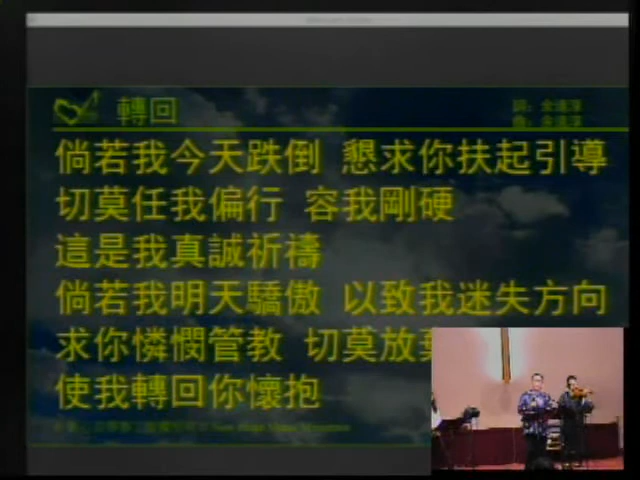 轉回
倘若我今天跌倒 懇求你扶起引導
切莫任我偏行 容我剛硬
這是我真誠祈禱
倘若我明天驕傲 以致我迷失方向
求你憐憫管教 切莫放
使我轉回你懷抱